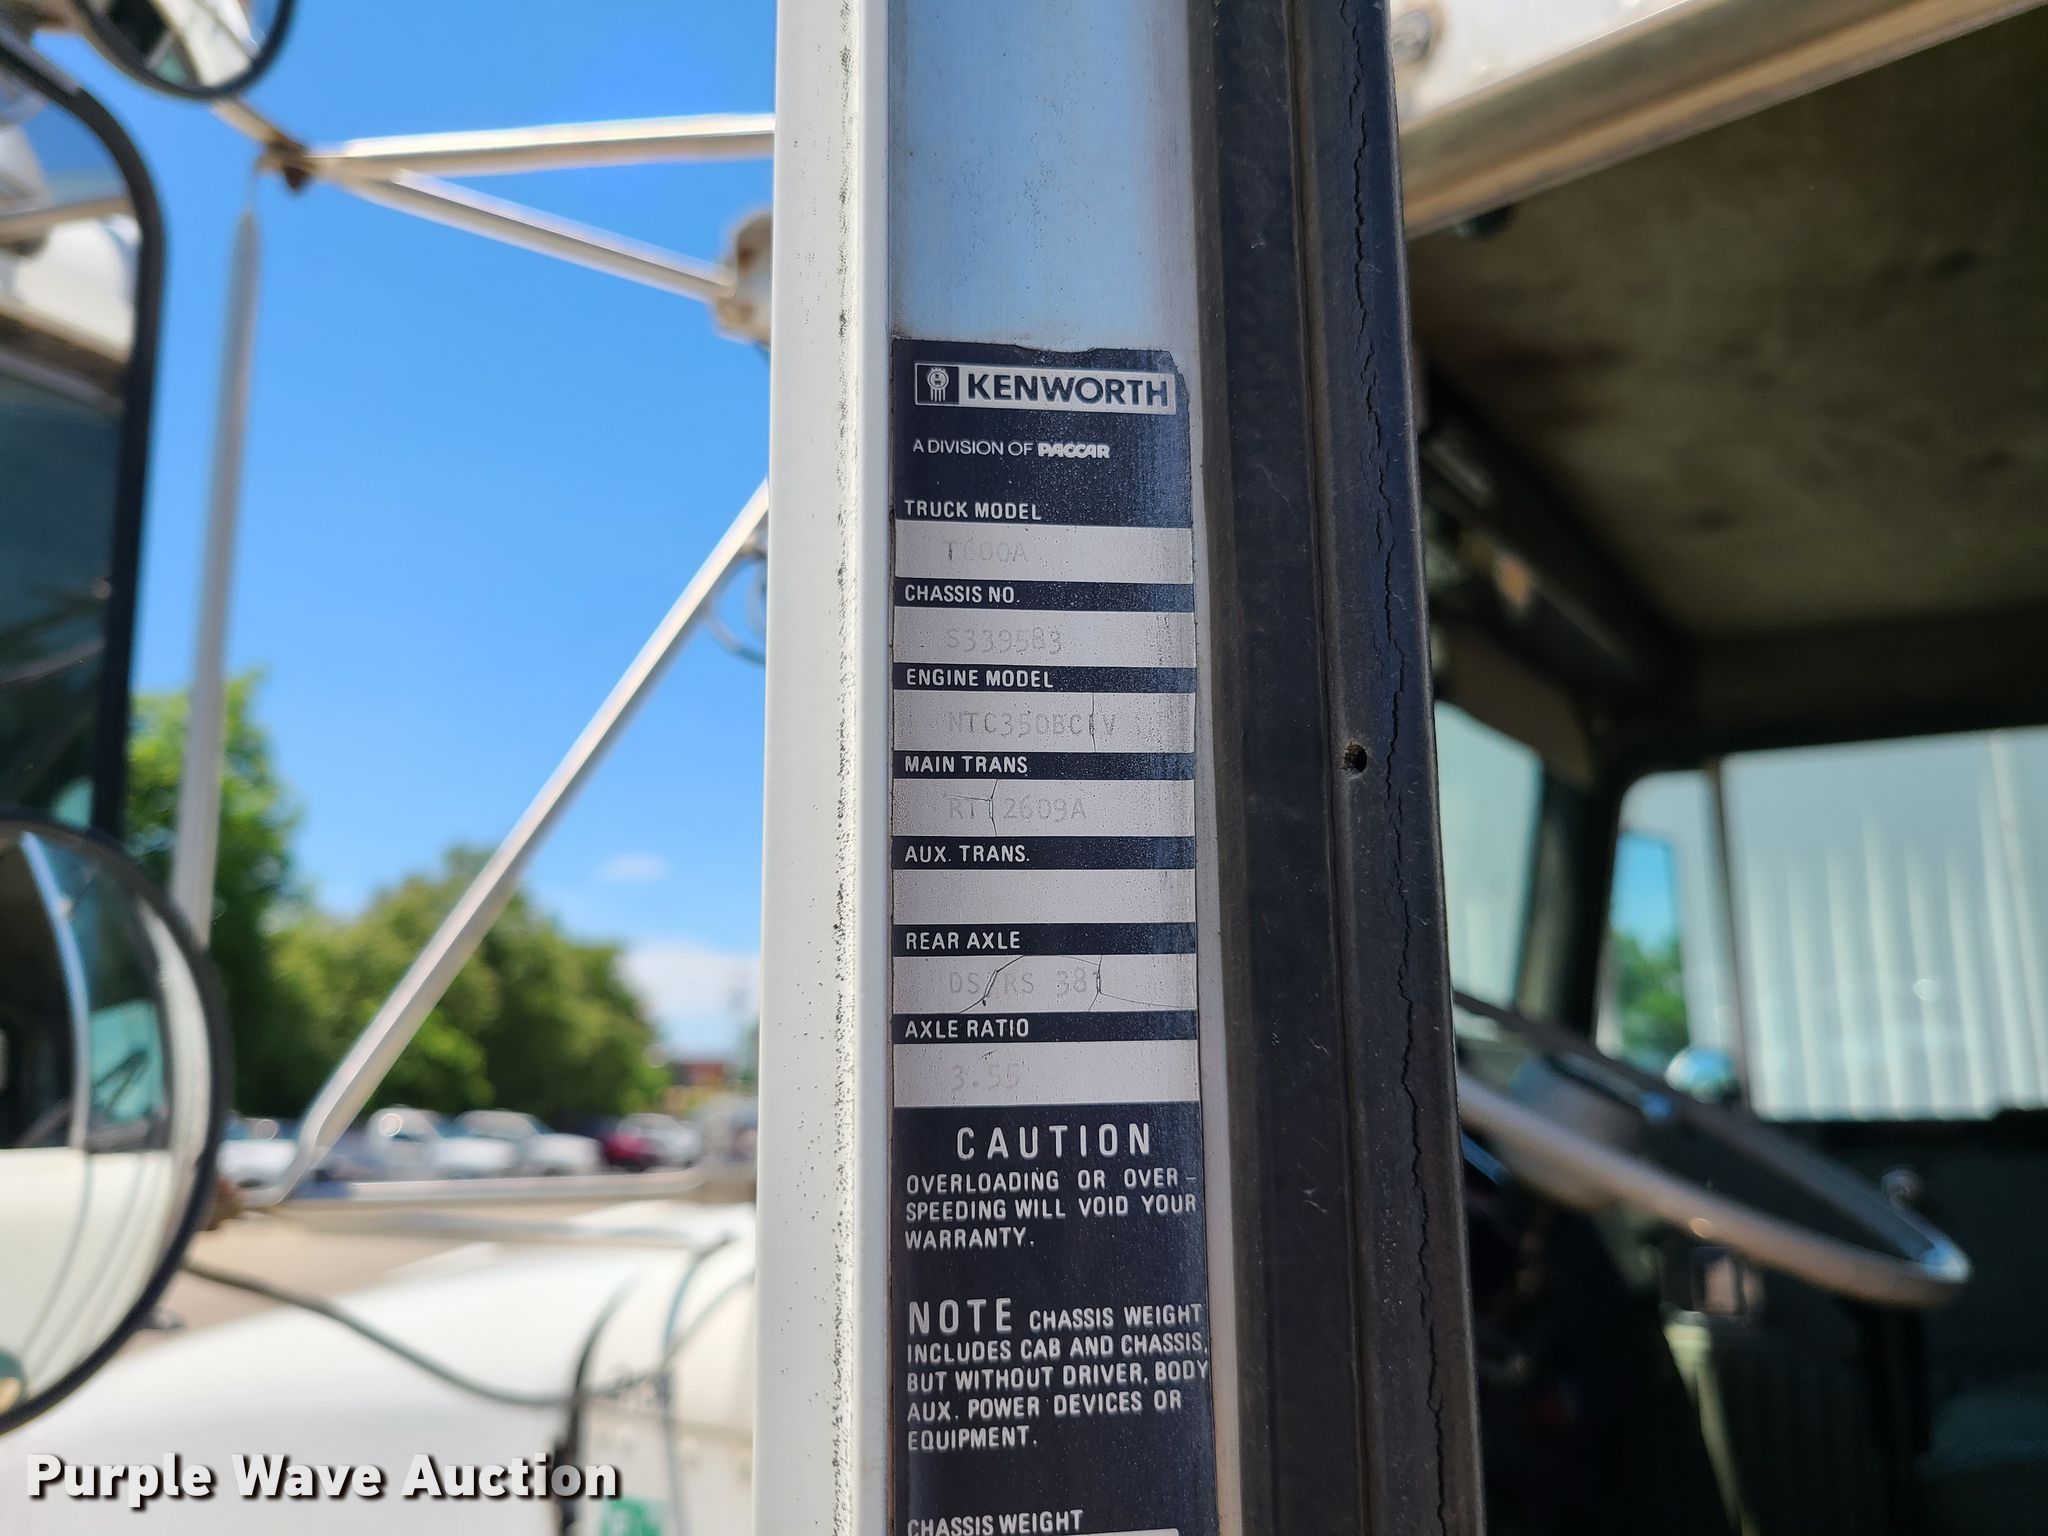 KENWORTH
A DIVISION OF PACCAR
TRUCK MODEL
T600A
CHASSIS NO.
S339583
ENGINE MODEL
MAIN TRANS
AUX. TRANS.
REAR AXLE
AXLE RATIO
3.55
CAUTION
OVERLOADING OR OVER-
SPEEDING WILL VOID YOUR
WARRANTY.
NOTE CHASSIS WEIGHT
INCLUDES CAB AND CHASSIS,
BUT WITHOUT DRIVER, BODY
AUX. POWER DEVICES OR
EQUIPMENT.
CHASSIS WEIGHT
Purple Wave Auction